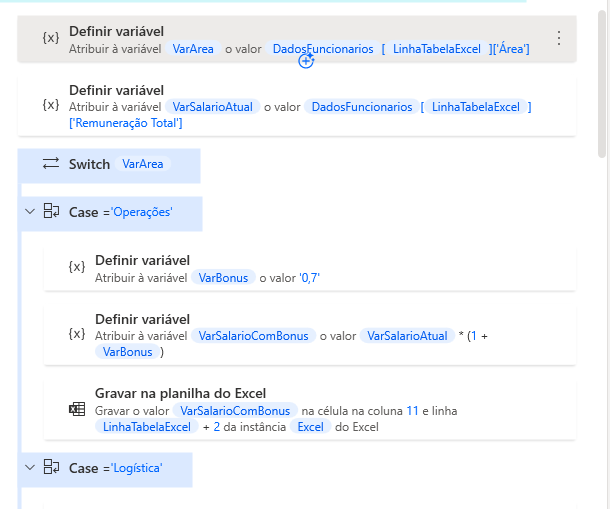 {x} Definir variável
Atribuir à variável VarArea o valor DadosFuncionarios [ LinhaTabelaExcel ]['Área']
{x} Definir variável
Atribuir à variável VarSalarioAtual o valor DadosFuncionarios [ LinhaTabelaExcel ]
['Remuneração Total']
Switch VarArea
Case ='Operações'
{x} Definir variável
Atribuir à variável VarBonus o valor '0,7'
{x} Definir variável
Atribuir à variável VarSalarioComBonus o valor VarSalarioAtual * (1 +
VarBonus )
Gravar na planilha do Excel
Gravar o valor VarSalarioComBonus na célula na coluna 11 e linha
LinhaTabelaExcel + 2 da instância Excel do Excel
Case ='Logística'